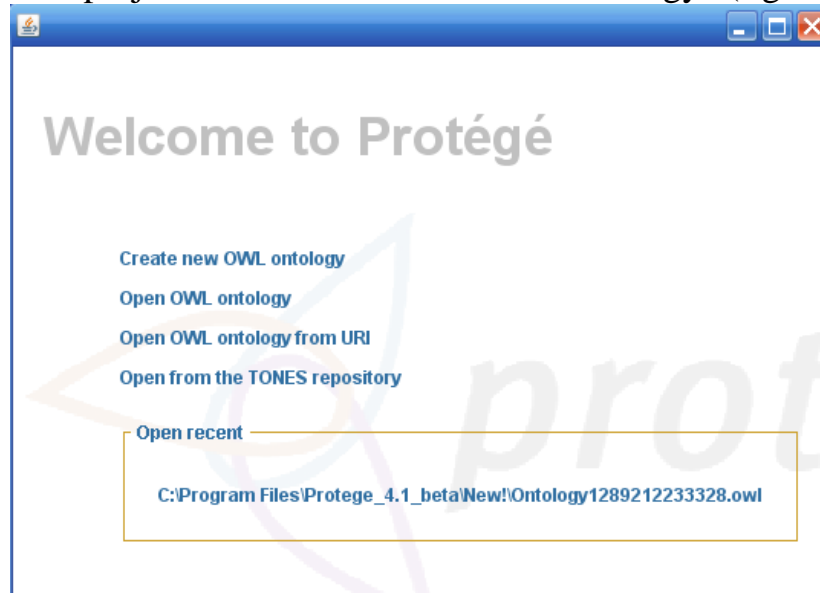 Welcome to Protégé
Create new OWL ontology
Open OWL ontology
Open OWL ontology from URI
Open from the TONES repository
Open recent
prot
C:\Program Files\Protege_4.1_beta\New!\Ontology1289212233328.owl